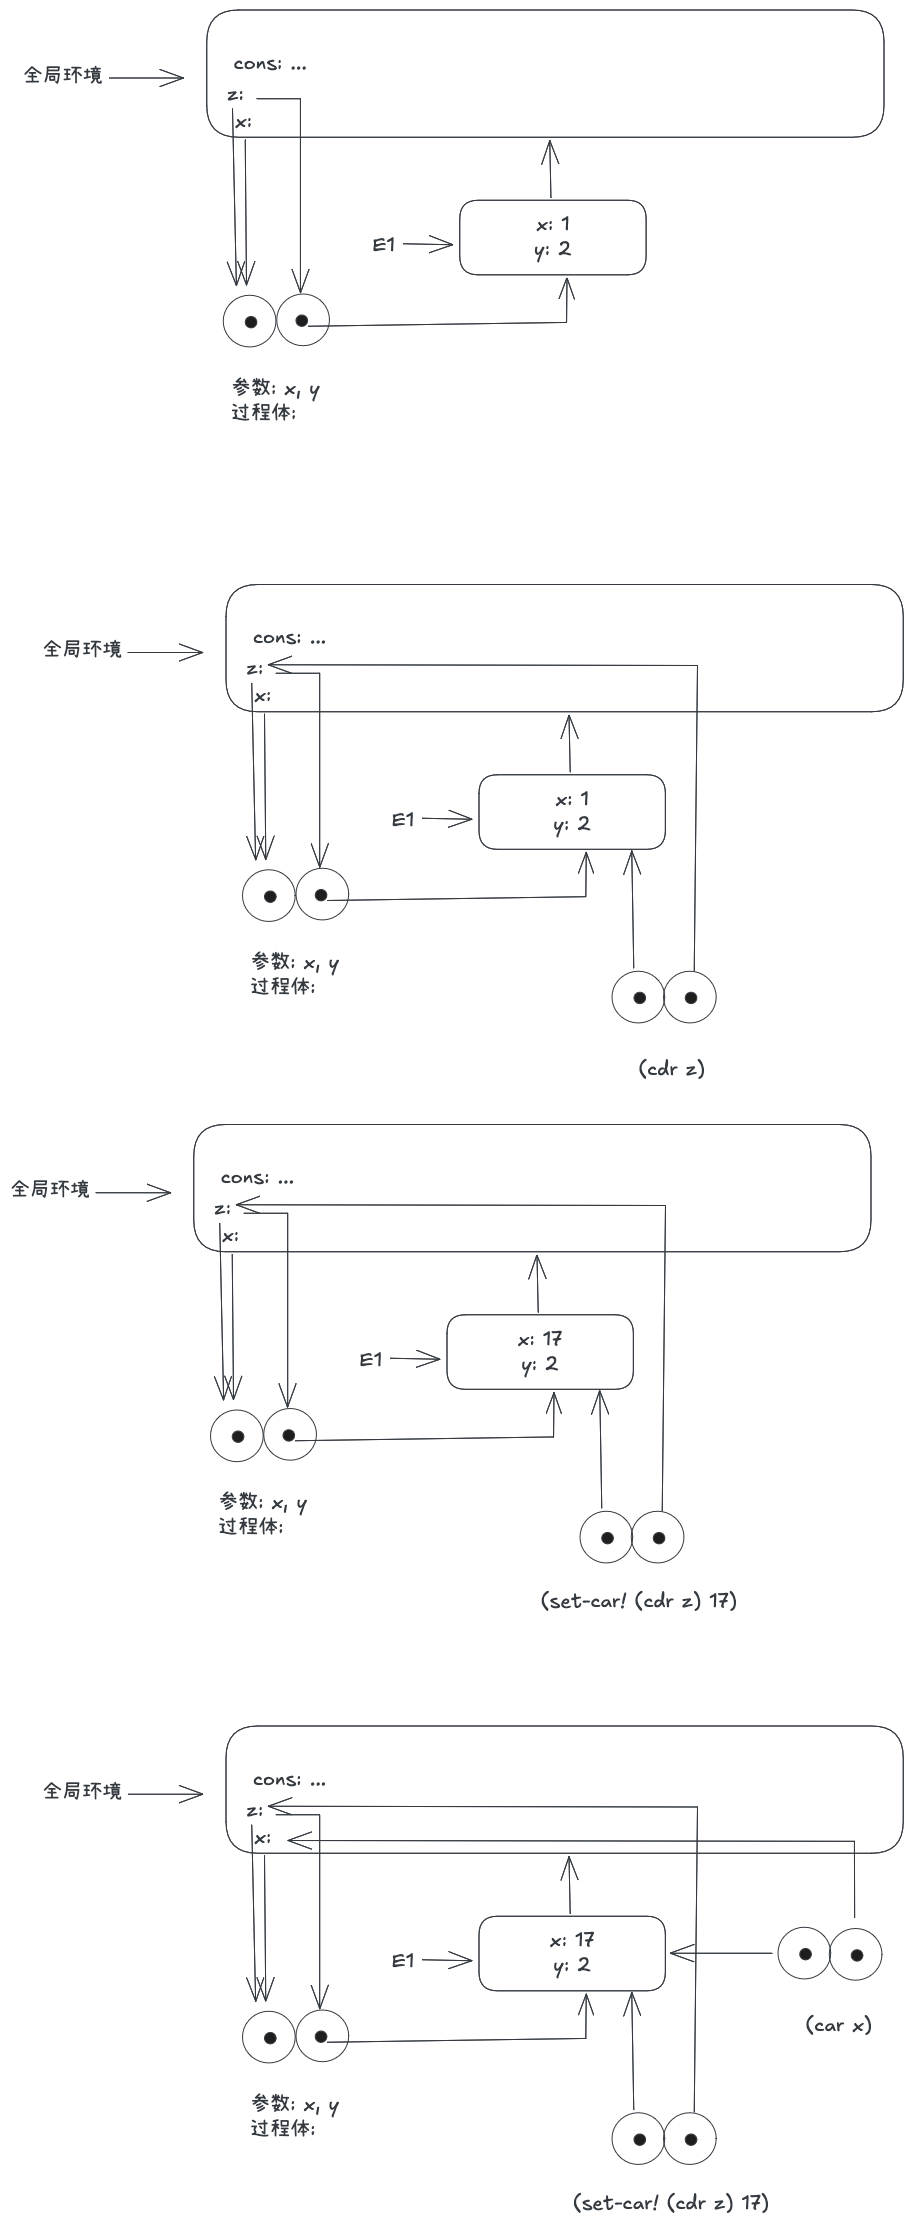 cons: ...
全局环境
z:
x:
x: 1
E1
y: 2
参数: x, y
过程体:
cons: ...
全局环境
z:
x:
x: 1
E1
y: 2
参数: x, y
过程体:
(cdr z)
cons: ...
全局环境
z:
x:
x: 17
E1
y: 2
参数: x, y
过程体:
(set-car! (cdr z) 17)
cons: ...
全局环境
z:
x:
x: 17
E1
y: 2
(car x)
参数: x, y
过程体:
(set-car! (cdr z) 17)